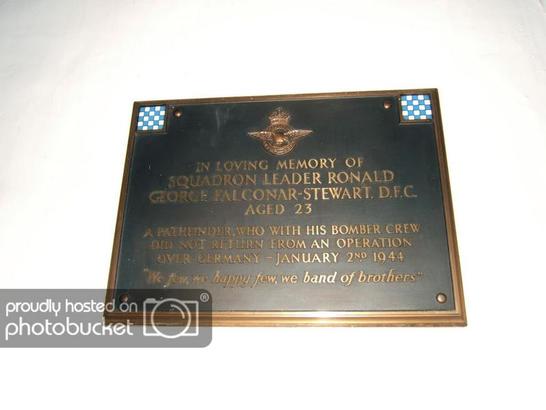 IN LOVING MEMORY OF
SQUADRON LEADER RONALD
GEORGE FALCONAR-STEWART, D.F.C.
AGED 23
A PATHFINDER, WHO WITH HIS BOMBER CREW
DID NOT RETURN FROM AN OPERATION
OVER GERMANY - JANUARY 2ND 1944
"We few, we happy few, we band of brothers"
proudly hosted on
photobucket®